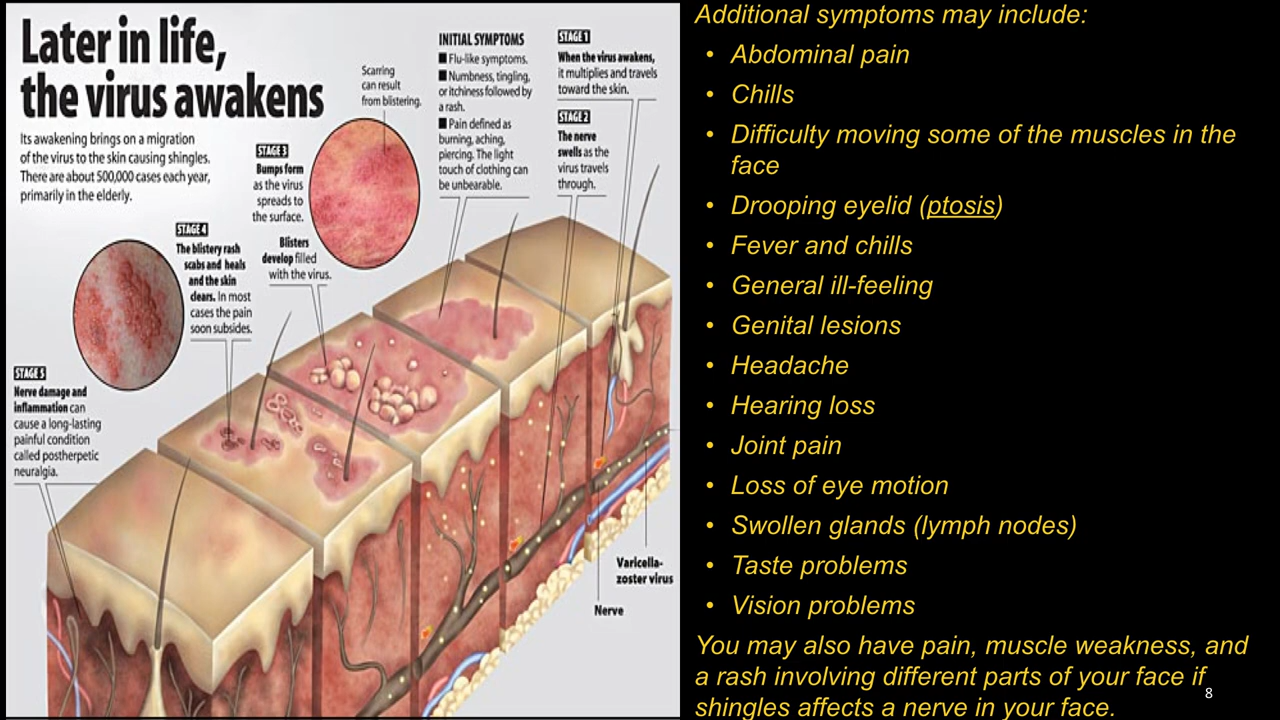 Later in life,
the virus awakens
Its awakening brings on a migration
of the virus to the skin causing shingles.
There are about 500,000 cases each year,
primarily in the elderly.
Scarring
can result
from blistering.
INITIAL SYMPTOMS
■ Flu-like symptoms.
■ Numbness, tingling,
or itchiness followed by
a rash.
■ Pain defined as
burning, aching,
piercing. The light
touch of clothing can
be unbearable.
STAGE 1
When the virus awakens,
it multiplies and travels
toward the skin.
STAGE 2
The nerve
swells as the
virus travels
through.
STAGE 3
Bumps form
as the virus
spreads to
the surface.
Blisters
develop filled
with the virus.
STAGE 4
The blistery rash
scabs and heals
and the skin
clears. In most
cases the pain
soon subsides.
STAGE 5
Nerve damage and
inflammation can
cause a long-lasting
painful condition
called postherpetic
neuralgia.
Varicella-
zoster virus
Nerve
Additional symptoms may include:
• Abdominal pain
• Chills
• Difficulty moving some of the muscles in the
face
• Drooping eyelid (ptosis)
• Fever and chills
• General ill-feeling
• Genital lesions
• Headache
• Hearing loss
• Joint pain
• Loss of eye motion
• Swollen glands (lymph nodes)
• Taste problems
• Vision problems
You may also have pain, muscle weakness, and
a rash involving different parts of your face if
shingles affects a nerve in your face.
8